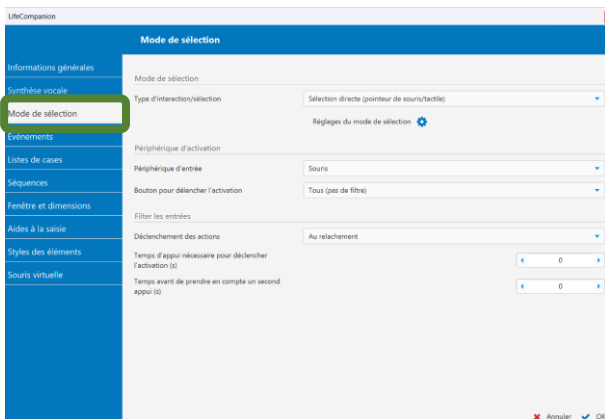 LifeCompanion
Mode de sélection
Informations générales
Synthèse vocale
Mode de sélection
Evénements
Listes de cases
Séquences
Fenêtre et dimensions
Aides à la saisie
Styles des éléments
Souris virtuelle
Mode de sélection
Type d'interaction/sélection
Sélection directe (pointeur de souris/tactile)
Réglages du mode de sélection
Périphérique d'activation
Périphérique d'entrée
Souris
Bouton pour délencher l'activation
Tous (pas de filtre)
Filter les entrées
Déclenchement des actions
Au relachement
Temps d'appui nécessaire pour déclencher
l'activation (s)
0
Temps avant de prendre en compte un second
appui (s)
0
Annuler
OK